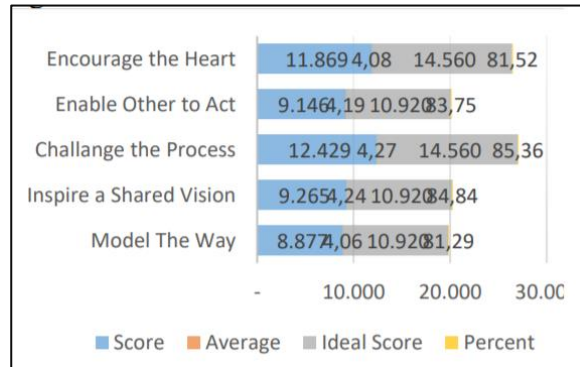 Encourage the Heart 11.869 4,08 14.560 81,52
Enable Other to Act 9.146 4,19 10.920 83,75
Challange the Process 12.429 4,27 14.560 85,36
Inspire a Shared Vision 9.265 4,24 10.920 84,84
Model The Way 8.877 4,06 10.920 81,29
- 10.000 20.000 30.00
Score Average Ideal Score Percent